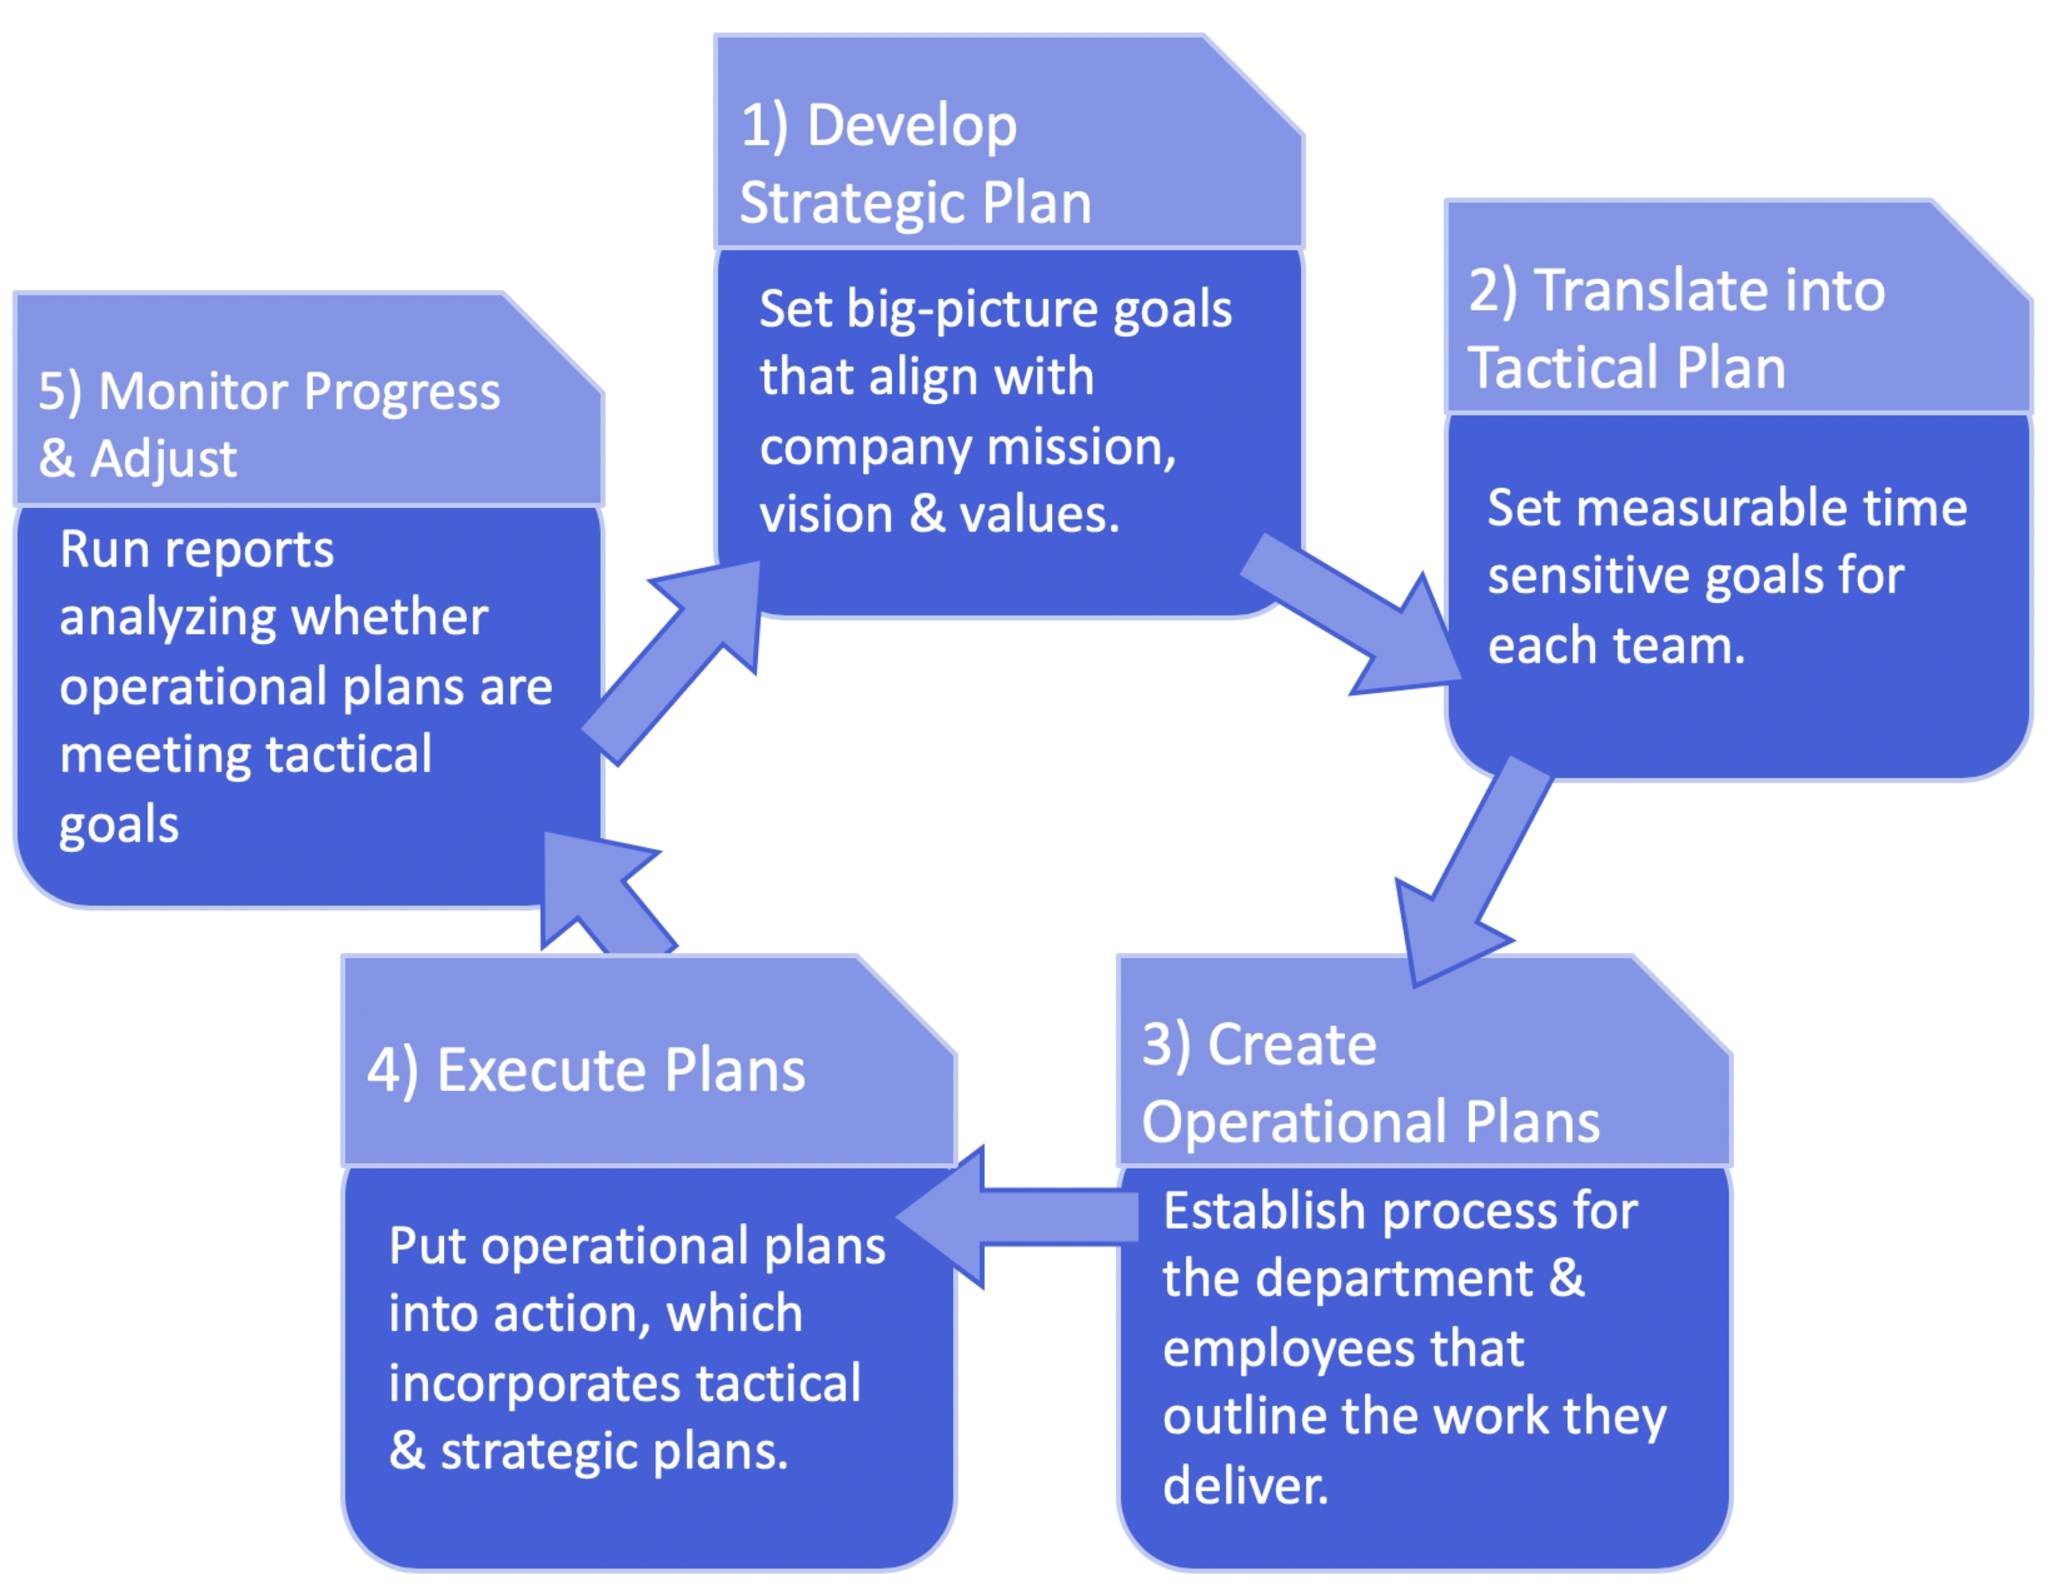 1) Develop
Strategic Plan
Set big-picture goals
that align with
company mission,
vision & values.
2) Translate into
Tactical Plan
Set measurable time
sensitive goals for
each team.
3) Create
Operational Plans
Establish process for
the department &
employees that
outline the work they
deliver.
4) Execute Plans
Put operational plans
into action, which
incorporates tactical
& strategic plans.
5) Monitor Progress
& Adjust
Run reports
analyzing whether
operational plans are
meeting tactical
goals